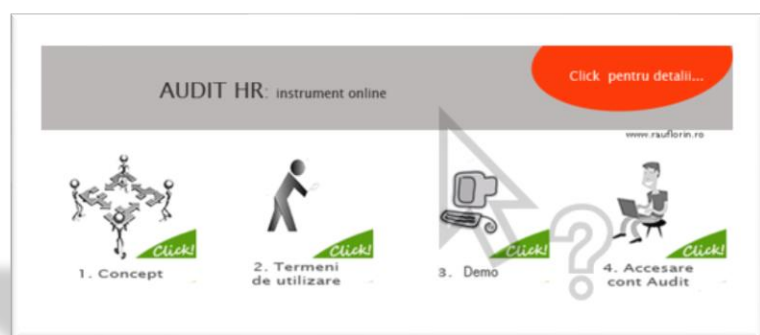 AUDIT HR: instrument online
Click pentru detalii...
www.rauflorin.ro
Click!
Click!
Click!
Click!
1. Concept
2. Termeni
de utilizare
3. Demo
4. Accesare
cont Audit